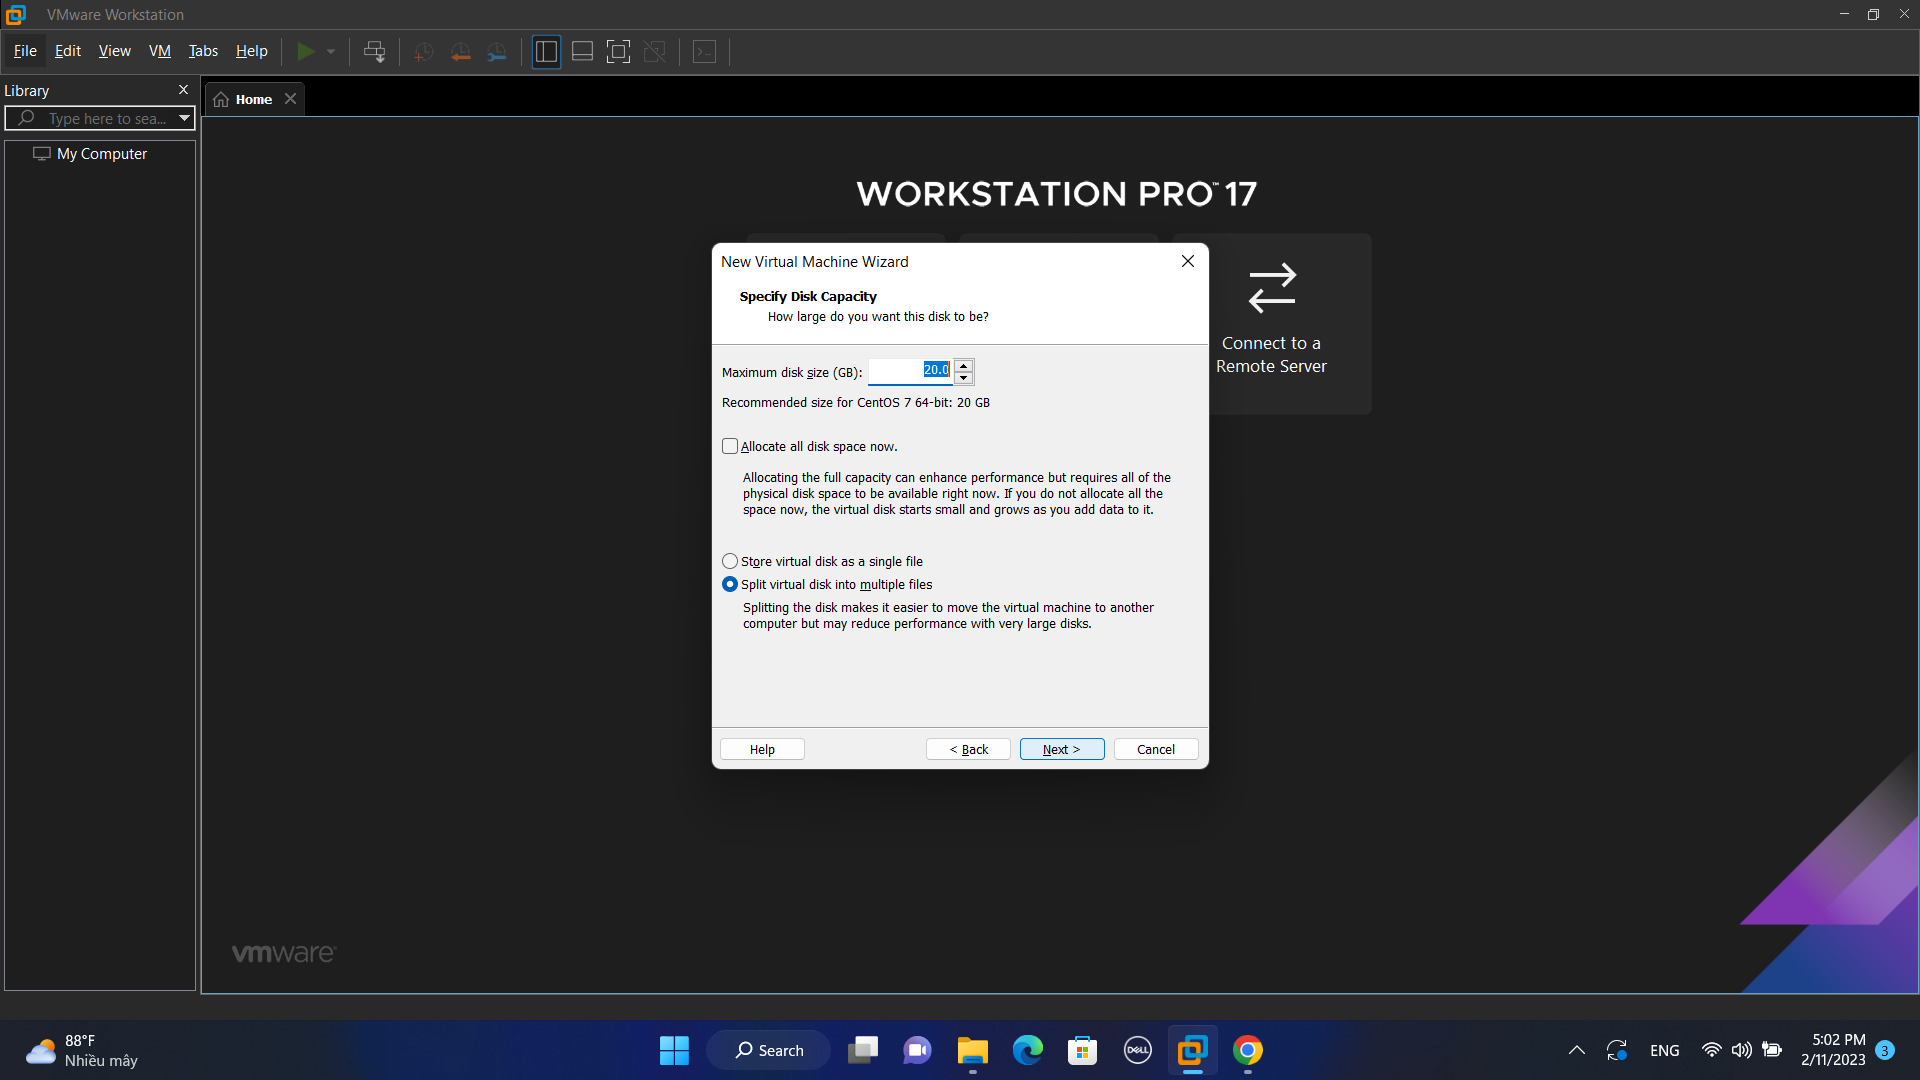 VMware Workstation
File Edit View VM Tabs Help
Library
Type here to sea...
Home
My Computer
WORKSTATION PRO™ 17
New Virtual Machine Wizard
Specify Disk Capacity
How large do you want this disk to be?
Maximum disk size (GB): 20.0
Recommended size for CentOS 7 64-bit: 20 GB
Allocate all disk space now.
Allocating the full capacity can enhance performance but requires all of the
physical disk space to be available right now. If you do not allocate all the
space now, the virtual disk starts small and grows as you add data to it.
Store virtual disk as a single file
Split virtual disk into multiple files
Splitting the disk makes it easier to move the virtual machine to another
computer but may reduce performance with very large disks.
Help < Back Next > Cancel
Connect to a
Remote Server
vmware
88°F
Nhiều mây
Search
DELL
ENG
5:02 PM
2/11/2023
3